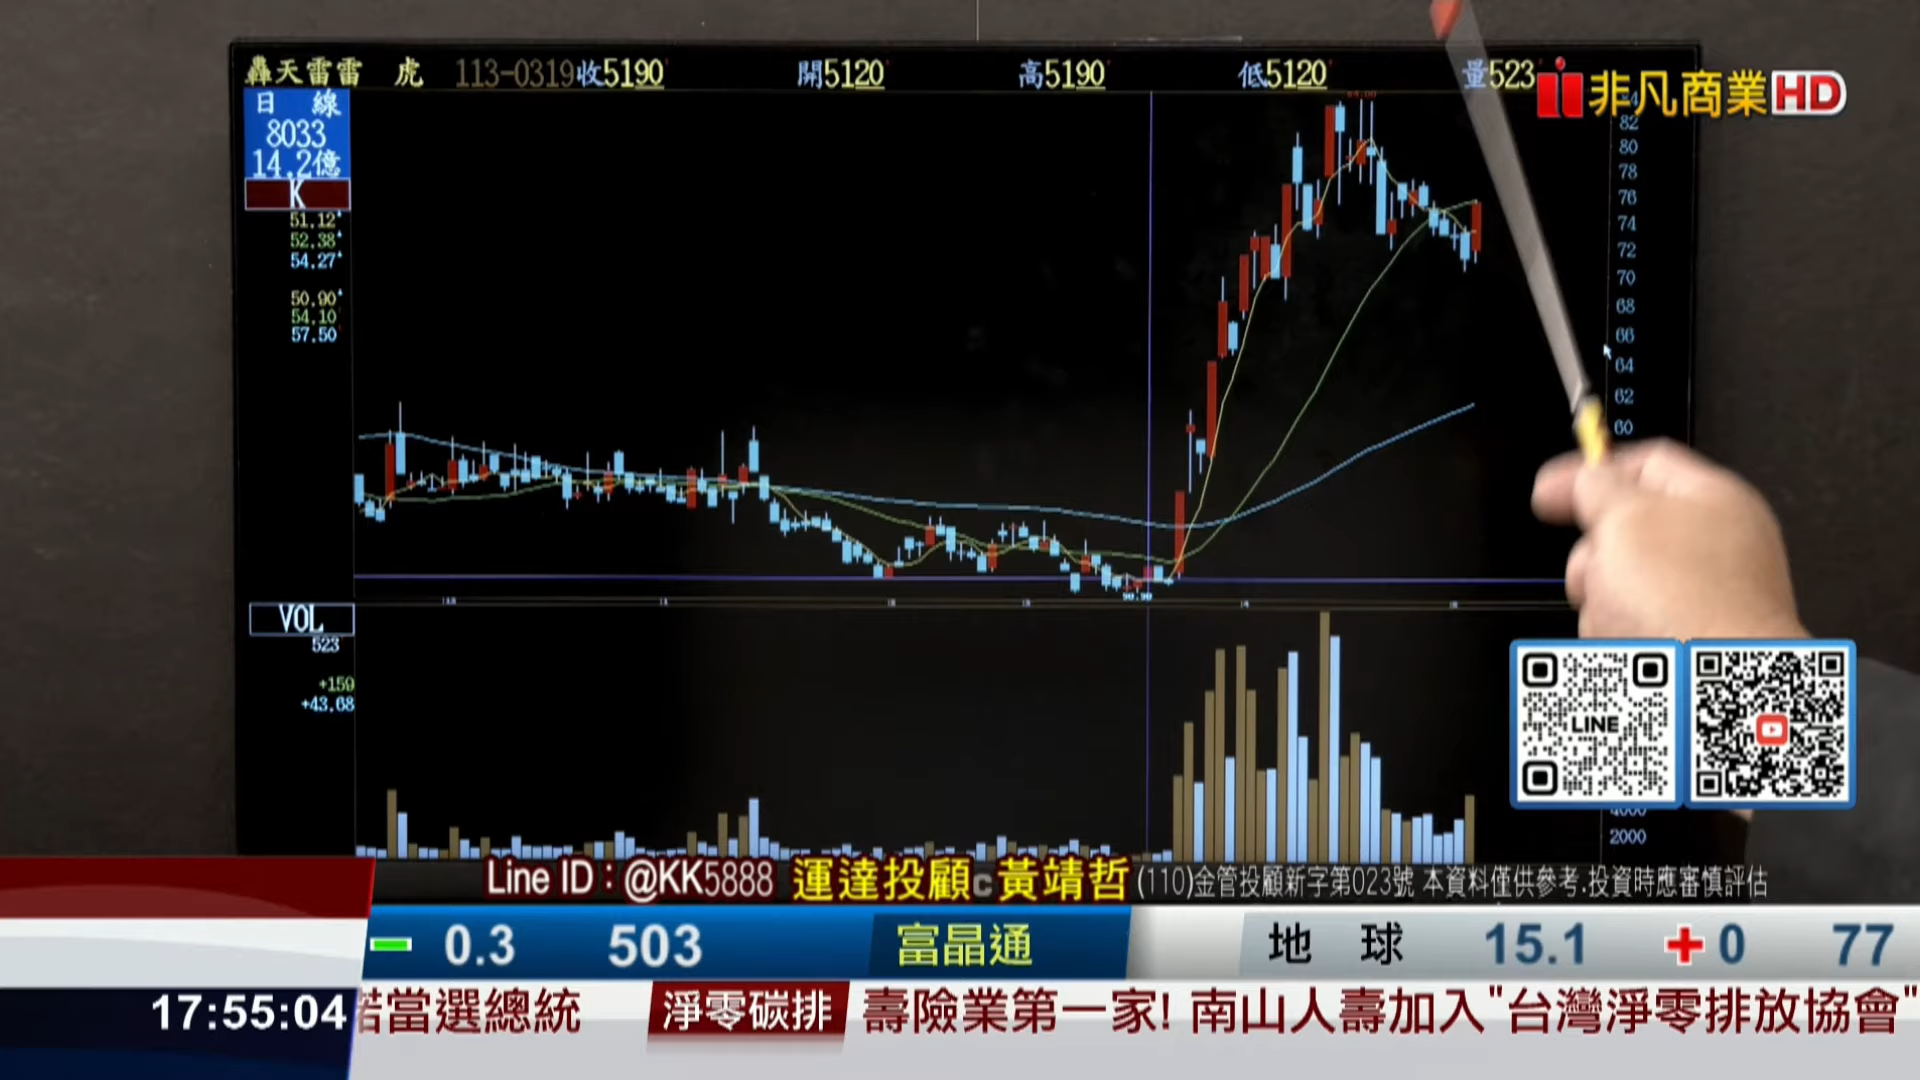 轟天雷雷 虎 113-0319收5190 開5120 高5190 低5120 量523
非凡商業HD
日 線
8033
14.2億
K
51.12
52.38
54.27
50.90
54.10
57.50
82
80
78
76
74
72
70
68
66
64
62
60
50.90
VOL
523
+159
+43.68
LINE
4000
2000
Line ID：@KK5888 運達投顧 黃靖哲 (110)金管投顧新字第023號 本資料僅供參考.投資時應審慎評估
0.3 503 富晶通 地 球 15.1 +0 77
17:55:04 當選總統 淨零碳排 壽險業第一家! 南山人壽加入"台灣淨零排放協會"